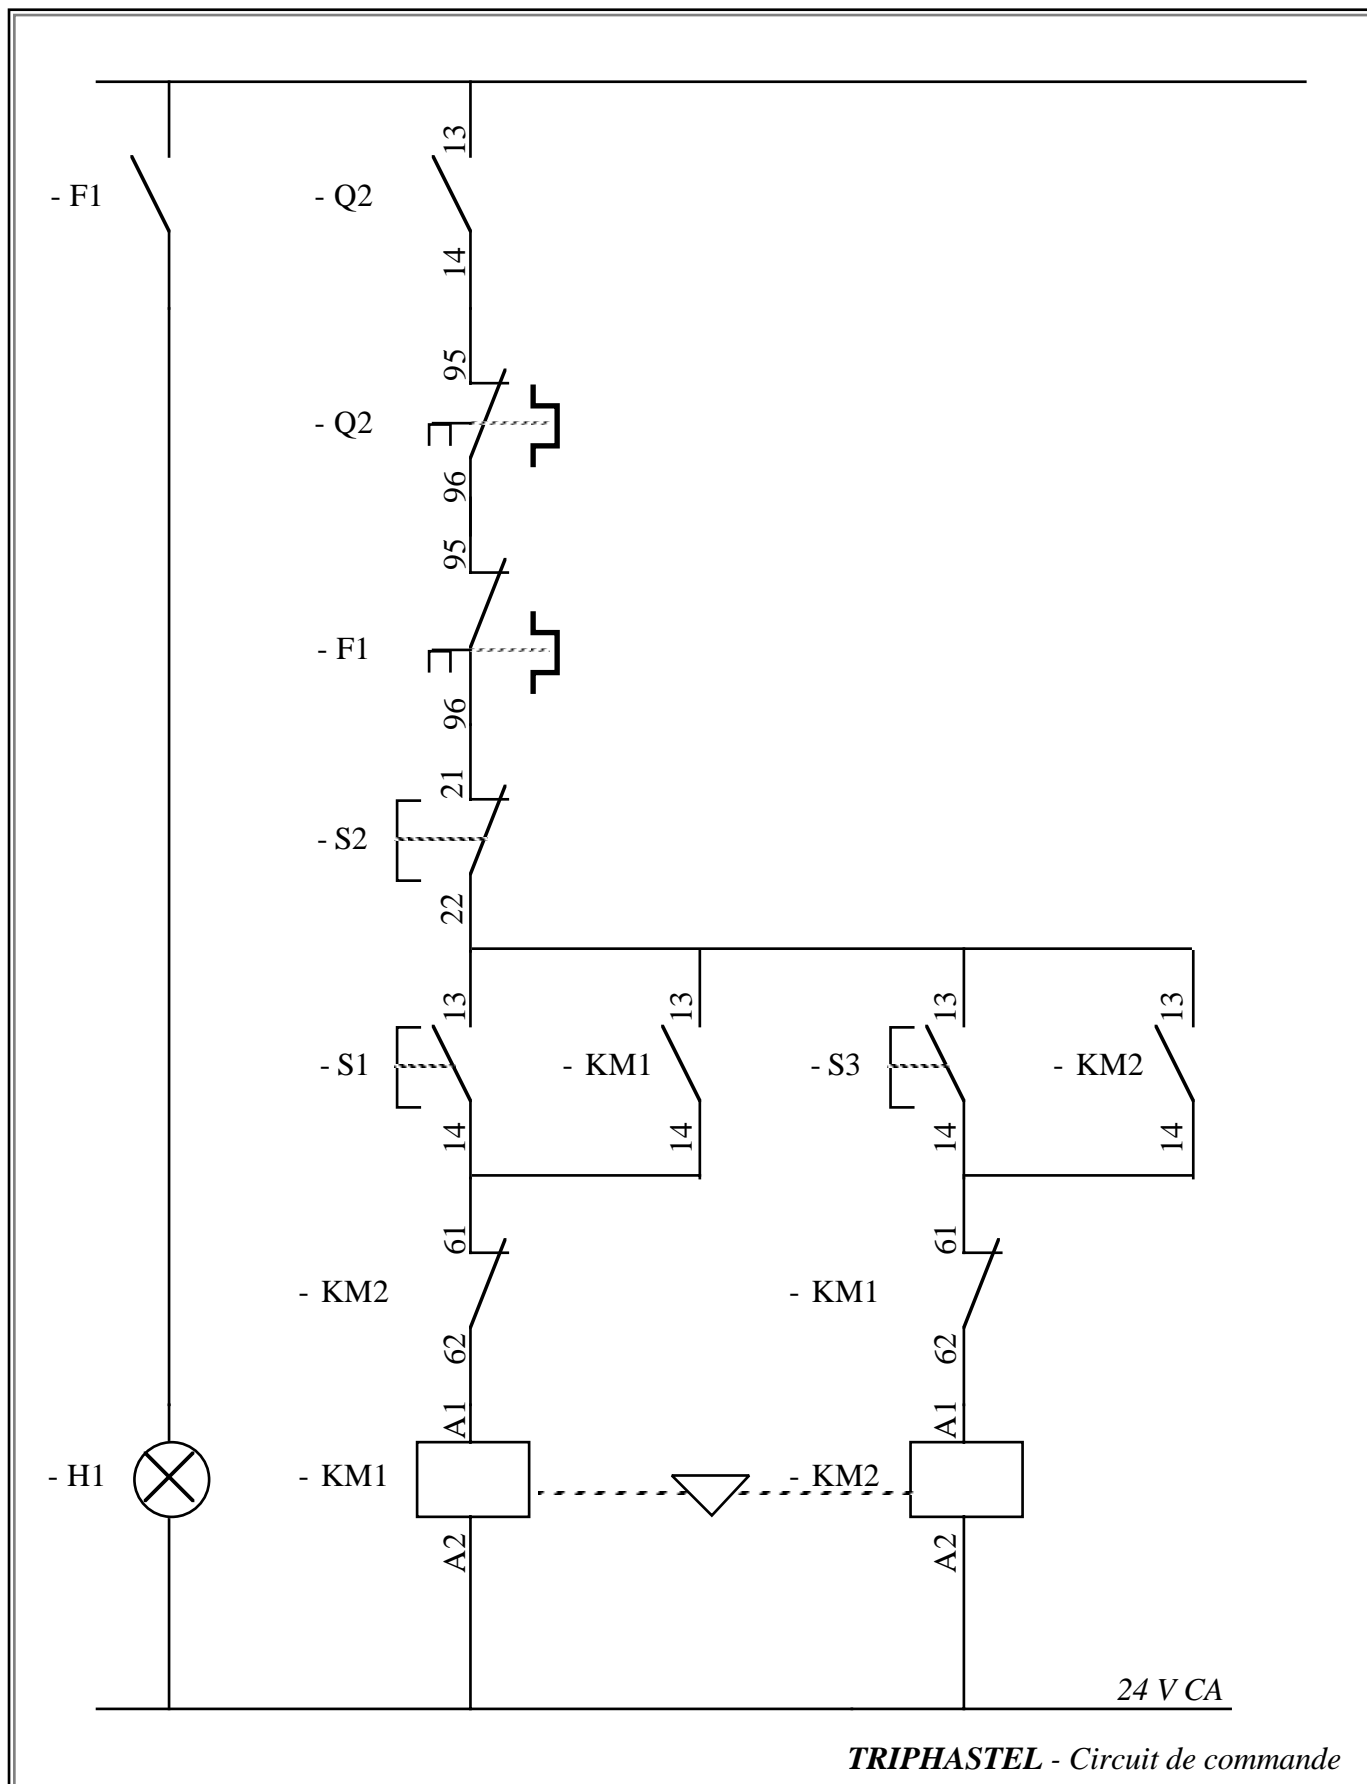 13
- F1
- Q2
14
95
- Q2
96
95
- F1
96
21
- S2
22
13 13 13 13
- S1 - KM1 - S3 - KM2
14 14 14 14
61 61
- KM2 - KM1
62 62
A1 A1
- H1 - KM1 - KM2
A2 A2
24 V CA
TRIPHASTEL - Circuit de commande